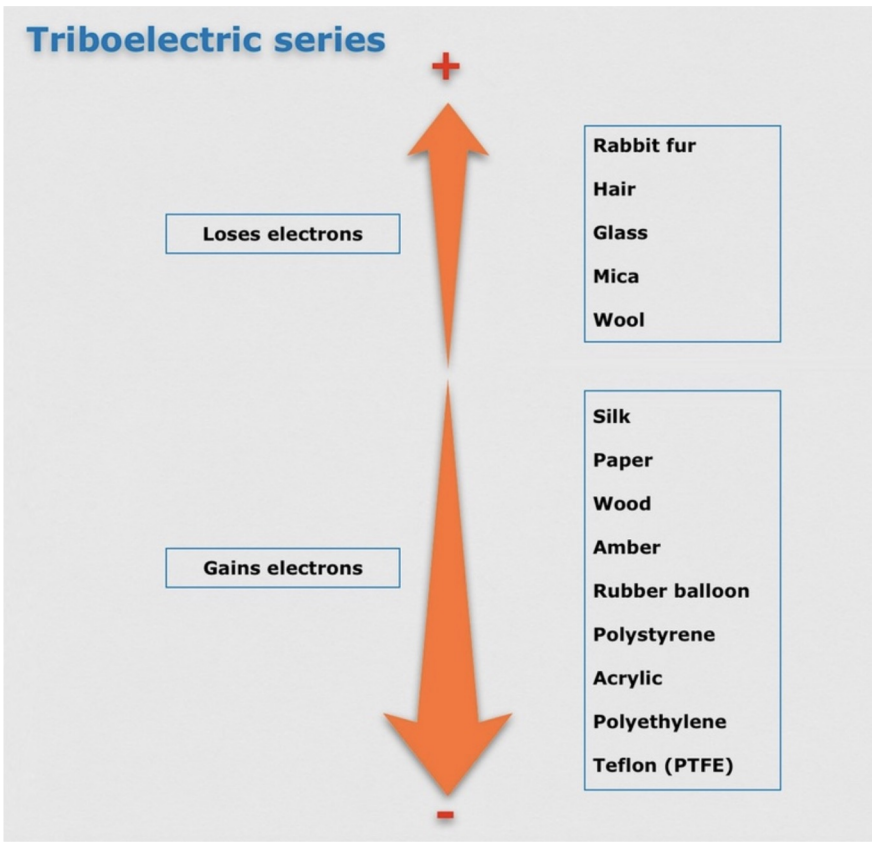 Triboelectric series
+
Loses electrons
Rabbit fur
Hair
Glass
Mica
Wool
Gains electrons
Silk
Paper
Wood
Amber
Rubber balloon
Polystyrene
Acrylic
Polyethylene
Teflon (PTFE)
-